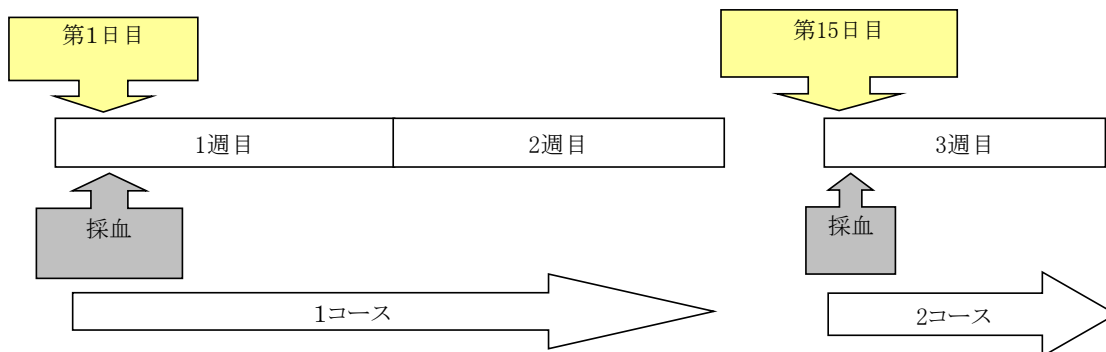 第1日目
第15日目
1週目
2週目
3週目
採血
採血
1コース
2コース